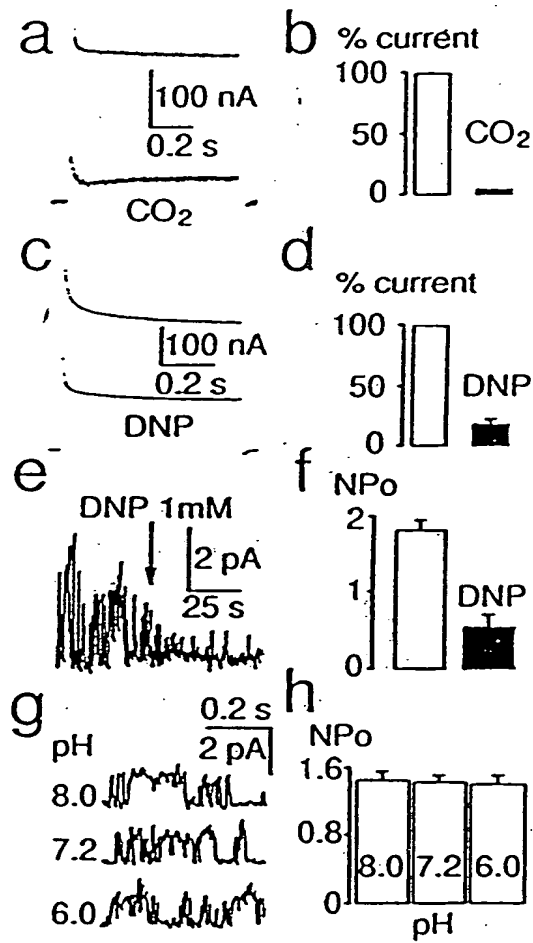 a
100 nA
0.2 s
CO₂
b
% current
100
50
0
CO₂
c
100 nA
0.2 s
DNP
d
% current
100
50
0
DNP
e
DNP 1mM
2 pA
25 s
f
NPo
2
1
0
DNP
g
0.2 s
2 pA
pH
8.0
7.2
6.0
h
NPo
1.6
0.8
0
8.0 7.2 6.0
pH